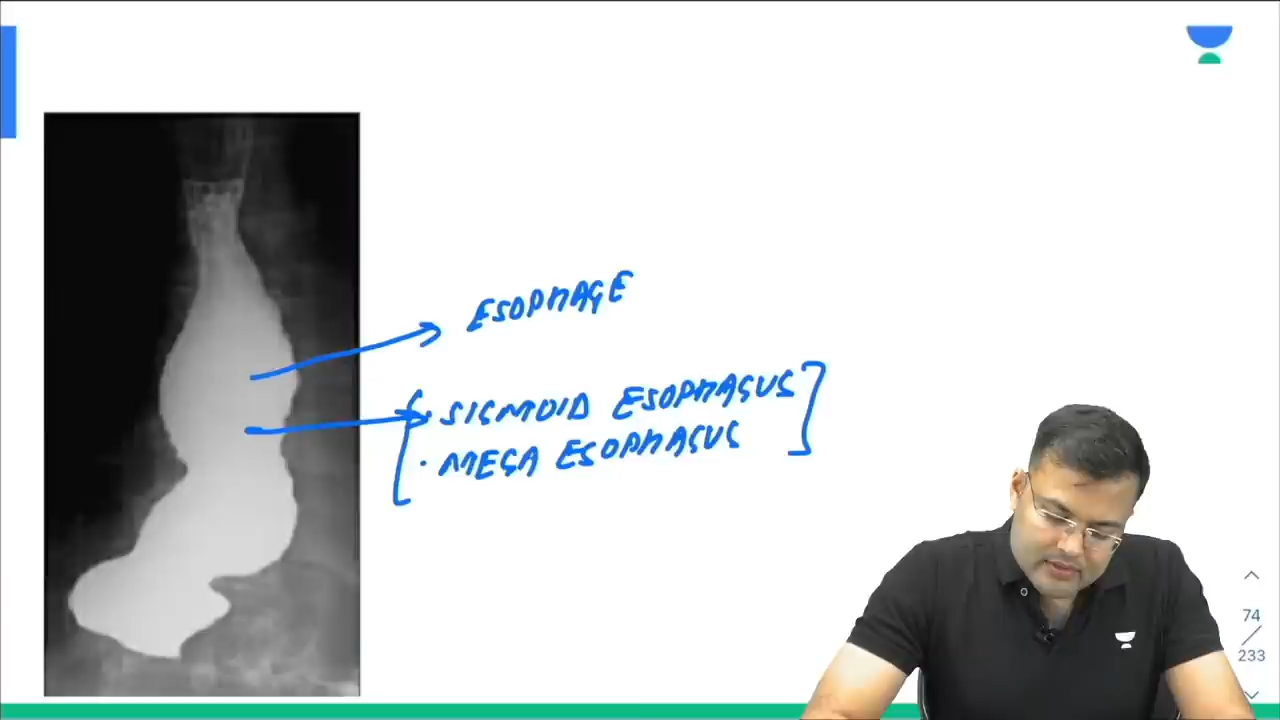 ESOPHAGE
· SIGMOID ESOPHAGUS
· MEGA ESOPHAGUS
74
233